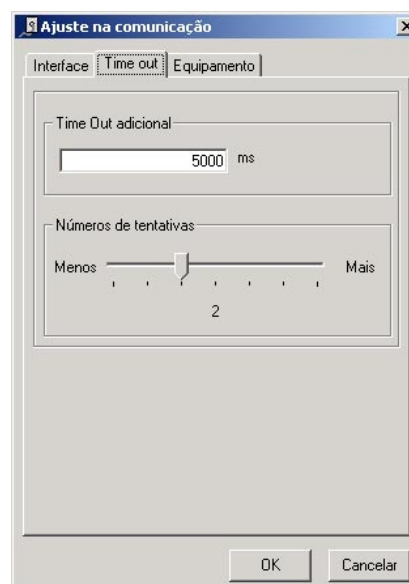 Ajuste na comunicação
Interface Time out Equipamento
Time Out adicional
5000 ms
Números de tentativas
Menos Mais
2
OK Cancelar